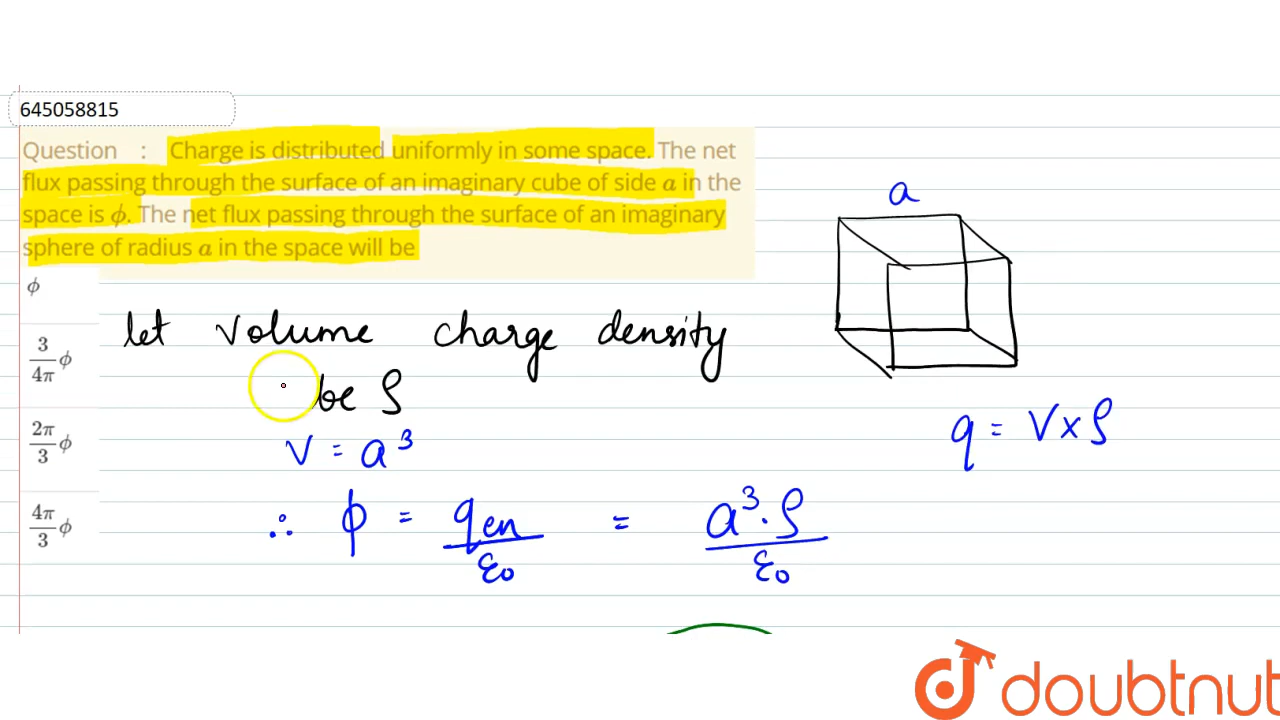 645058815
Question : Charge is distributed uniformly in some space. The net
flux passing through the surface of an imaginary cube of side a in the
space is ϕ. The net flux passing through the surface of an imaginary
sphere of radius a in the space will be
ϕ
3/4π ϕ
2π/3 ϕ
4π/3 ϕ
let volume charge density
be ρ
V = a³
∴ ϕ = qen/ε₀ = a³·ρ/ε₀
a
q = V×ρ
doubtnut